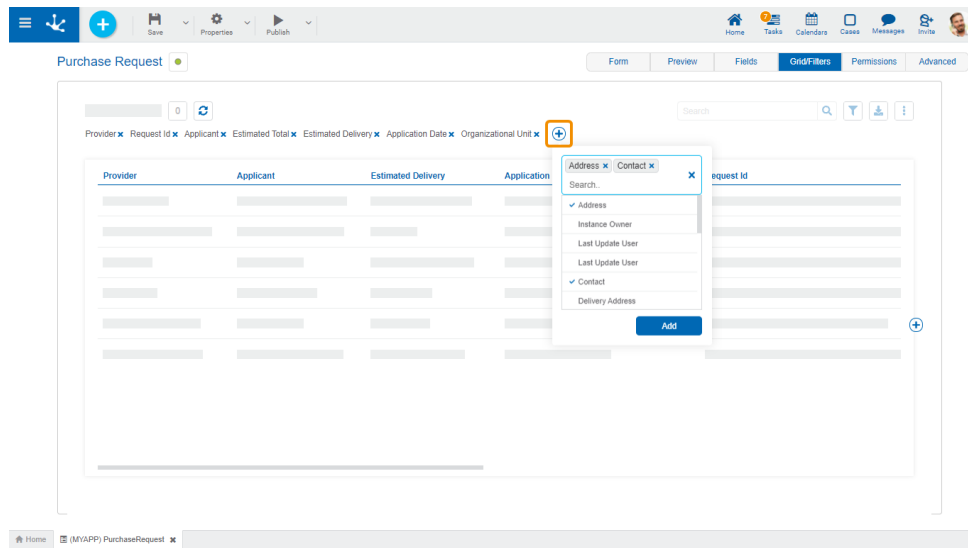 Save Properties Publish
7
Home Tasks Calendars Cases Messages Invite
Purchase Request
Form Preview Fields Grid/Filters Permissions Advanced
0
Search
Provider Request Id Applicant Estimated Total Estimated Delivery Application Date Organizational Unit
Provider Applicant Estimated Delivery Application equest Id
Address Contact
Search..
Address
Instance Owner
Last Update User
Last Update User
Contact
Delivery Address
Add
Home (MYAPP) PurchaseRequest